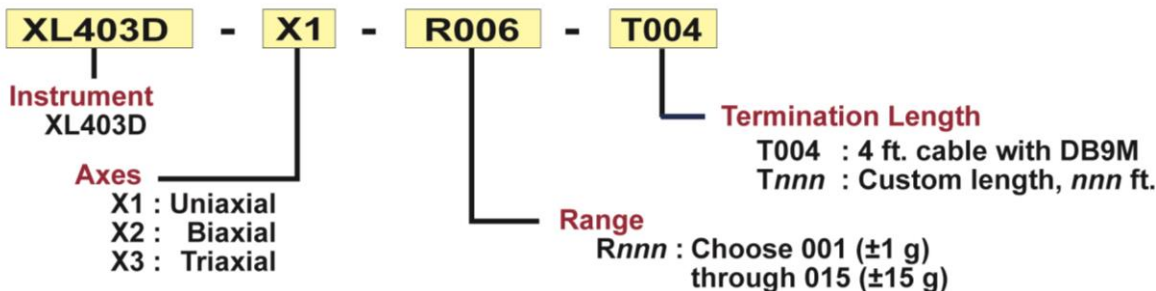 XL403D - X1 - R006 - T004
Instrument
XL403D
Termination Length
T004 : 4 ft. cable with DB9M
Tnnn : Custom length, nnn ft.
Axes
X1 : Uniaxial
X2 : Biaxial
X3 : Triaxial
Range
Rnnn : Choose 001 (±1 g)
through 015 (±15 g)